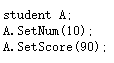 student A;
A.SetNum(10);
A.SetScore(90);